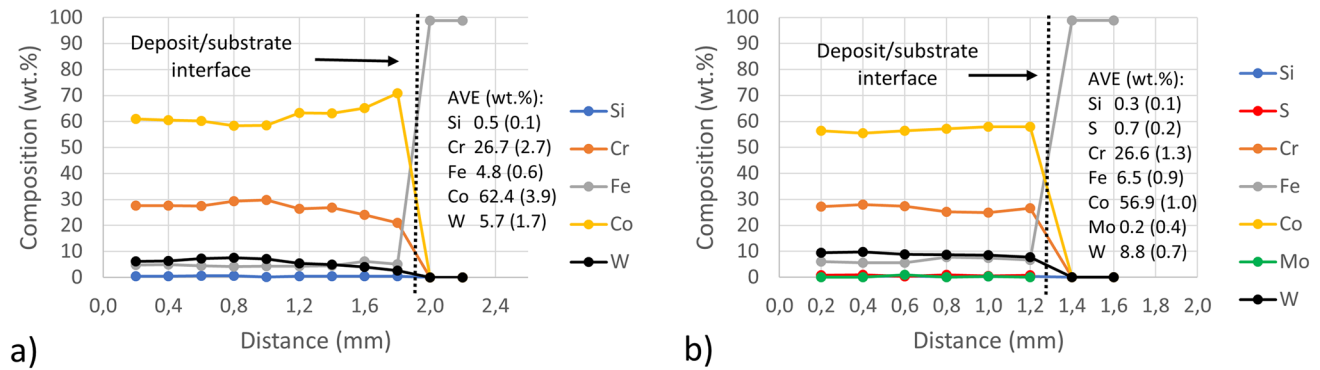 100
90
80
70
60
50
40
30
20
10
0
Composition (wt.%)
Deposit/substrate
interface
AVE (wt.%):
Si 0.5 (0.1)
Cr 26.7 (2.7)
Fe 4.8 (0.6)
Co 62.4 (3.9)
W 5.7 (1.7)
Si
Cr
Fe
Co
W
0,0 0,4 0,8 1,2 1,6 2,0 2,4
Distance (mm)
a)
100
90
80
70
60
50
40
30
20
10
0
Composition (wt.%)
Deposit/substrate
interface
AVE (wt.%):
Si 0.3 (0.1)
S 0.7 (0.2)
Cr 26.6 (1.3)
Fe 6.5 (0.9)
Co 56.9 (1.0)
Mo 0.2 (0.4)
W 8.8 (0.7)
Si
S
Cr
Fe
Co
Mo
W
0,0 0,2 0,4 0,6 0,8 1,0 1,2 1,4 1,6 1,8 2,0
Distance (mm)
b)